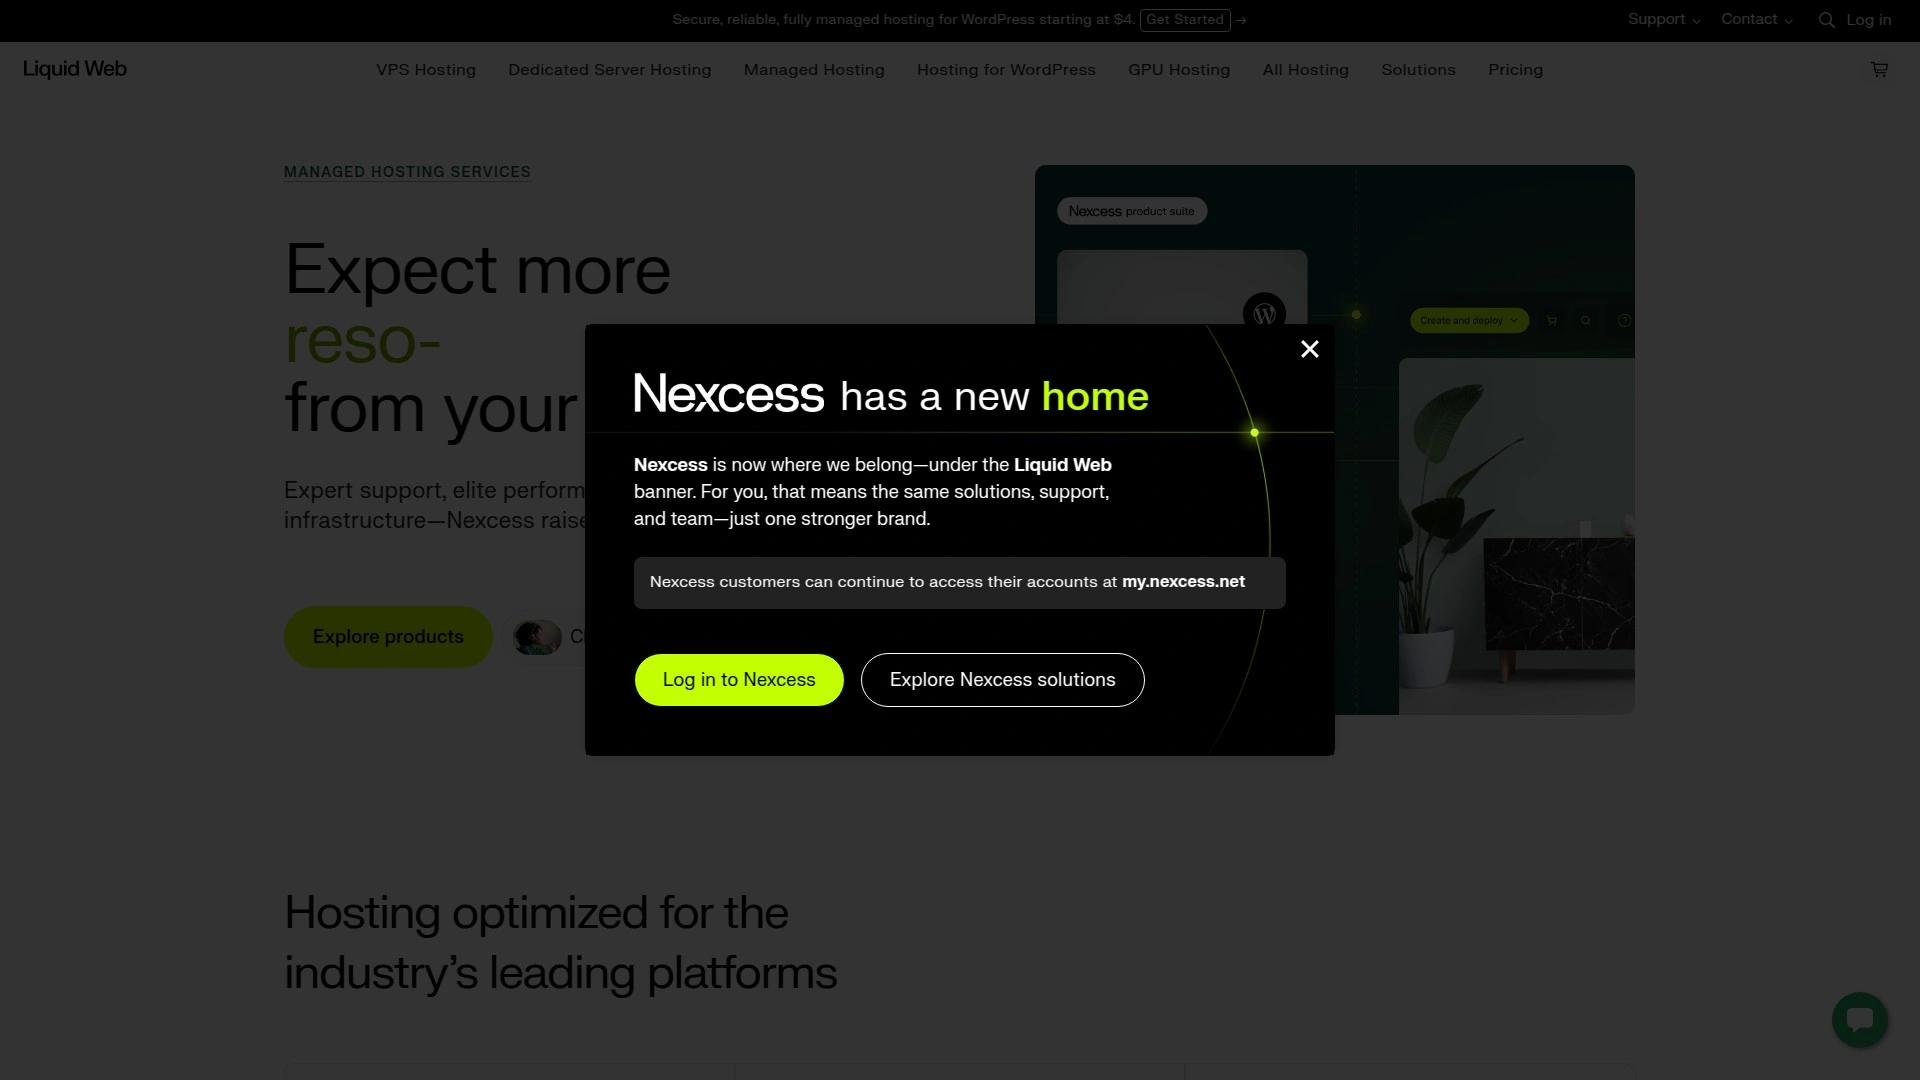 Secure, reliable, fully managed hosting for WordPress starting at $4. Get Started →
Support
Contact
Log in
Liquid Web
VPS Hosting
Dedicated Server Hosting
Managed Hosting
Hosting for WordPress
GPU Hosting
All Hosting
Solutions
Pricing
MANAGED HOSTING SERVICES
Expect more
reso-
from your
Expert support, elite perform
infrastructure—Nexcess raise
Explore products
Nexcess product suite
Create and deploy
Nexcess has a new home
Nexcess is now where we belong—under the Liquid Web
banner. For you, that means the same solutions, support,
and team—just one stronger brand.
Nexcess customers can continue to access their accounts at my.nexcess.net
Log in to Nexcess
Explore Nexcess solutions
Hosting optimized for the
industry’s leading platforms